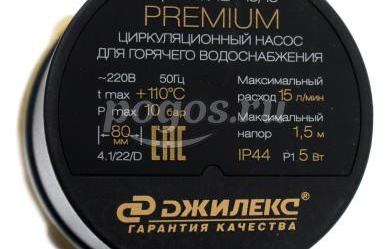 PREMIUM
ЦИРКУЛЯЦИОННЫЙ НАСОС
ДЛЯ ГОРЯЧЕГО ВОДОСНАБЖЕНИЯ
~220В 50Гц
t max +110°C
P max 10 бар
80 мм
4.1/22/D
EAC
Максимальный
расход 15 л/мин
Максимальный
напор 1,5 м
IP44 P1 5 Вт
ДЖИЛЕКС®
ГАРАНТИЯ КАЧЕСТВА